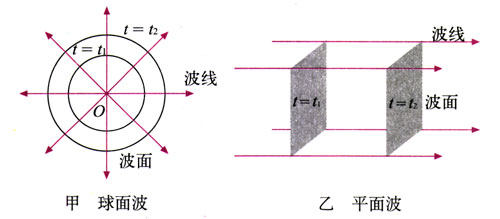 t = t₂
t = t₁
波线
O
波面
甲 球面波
波线
t = t₁
t = t₂
波面
乙 平面波